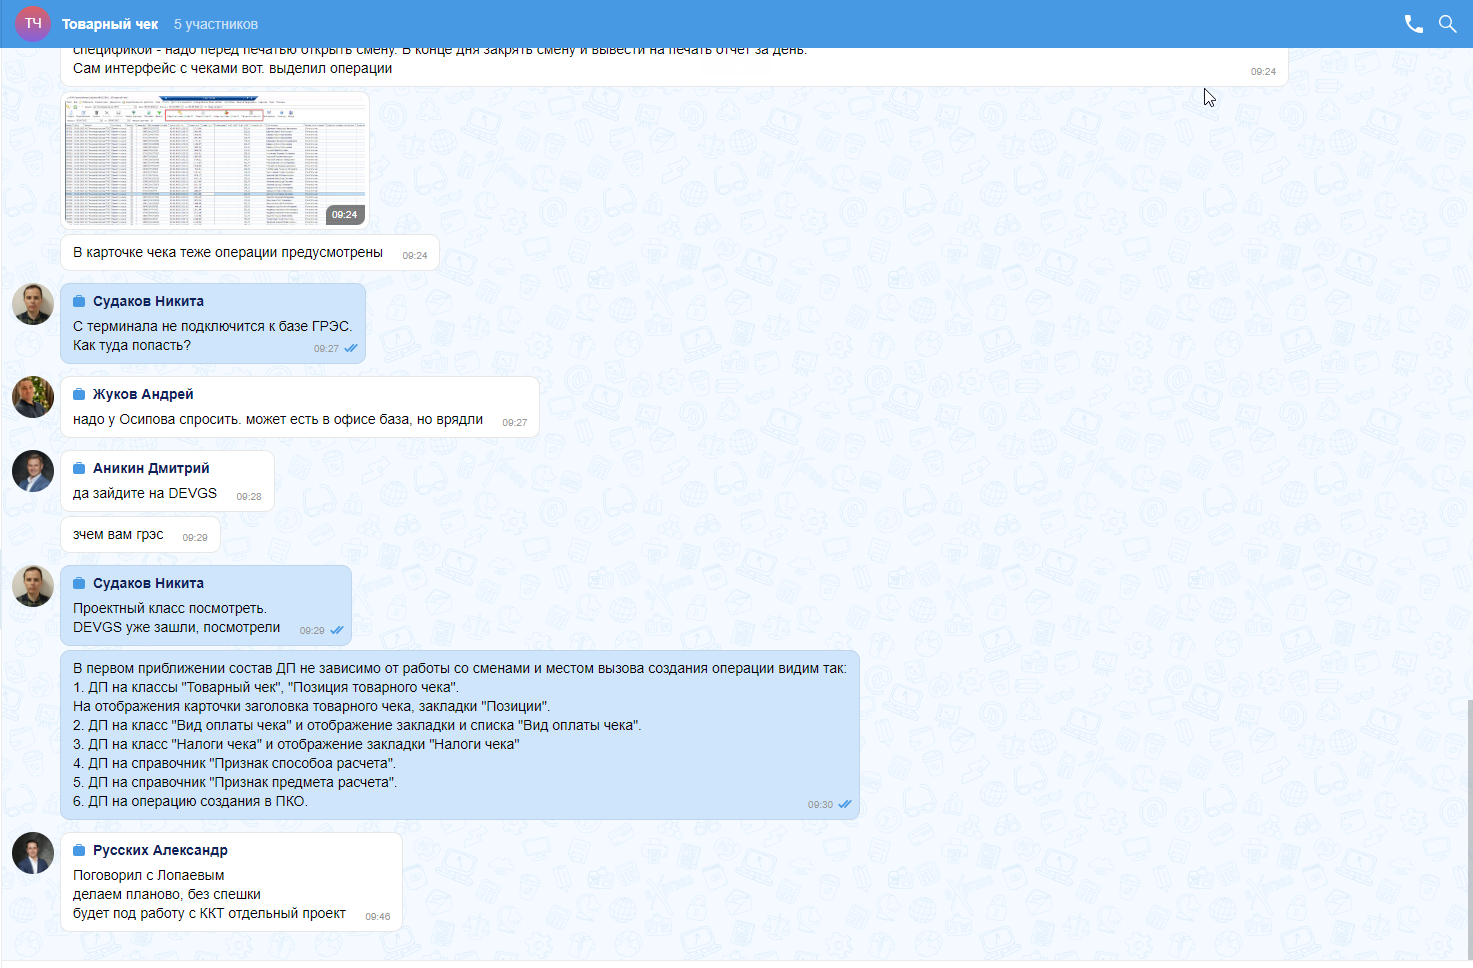 ТЧ Товарный чек 5 участников
спецификой - надо перед печатью открыть смену. В конце дня закрять смену и вывести на печать отчет за день.
Сам интерфейс с чеками вот. выделил операции 09:24
09:24
В карточке чека теже операции предусмотрены 09:24
Судаков Никита
С терминала не подключится к базе ГРЭС.
Как туда попасть? 09:27
Жуков Андрей
надо у Осипова спросить. может есть в офисе база, но врядли 09:27
Аникин Дмитрий
да зайдите на DEVGS 09:28
зчем вам грэс 09:29
Судаков Никита
Проектный класс посмотреть.
DEVGS уже зашли, посмотрели 09:29
В первом приближении состав ДП не зависимо от работы со сменами и местом вызова создания операции видим так:
1. ДП на классы "Товарный чек", "Позиция товарного чека".
На отображения карточки заголовка товарного чека, закладки "Позиции".
2. ДП на класс "Вид оплаты чека" и отображение закладки и списка "Вид оплаты чека".
3. ДП на класс "Налоги чека" и отображение закладки "Налоги чека"
4. ДП на справочник "Признак способоа расчета".
5. ДП на справочник "Признак предмета расчета".
6. ДП на операцию создания в ПКО. 09:30
Русских Александр
Поговорил с Лопаевым
делаем планово, без спешки
будет под работу с ККТ отдельный проект 09:46